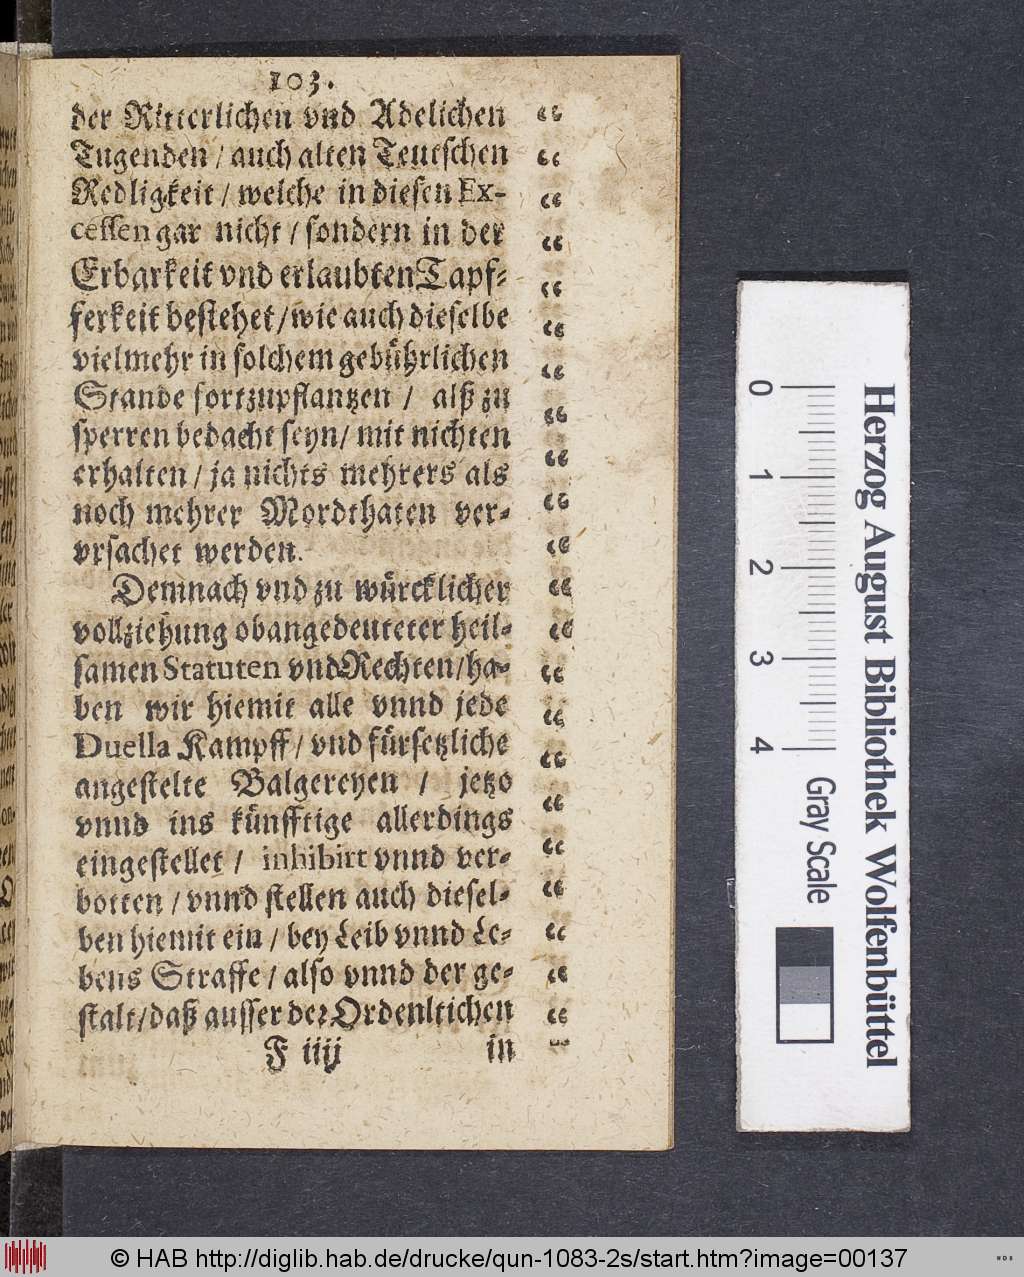 103.
der Ritterlichen vnd Adelichen “
Tugenden / auch alten Teutschen “
Redligkeit / welche in diesen Ex- “
cessen gar nicht / sondern in der “
Erbarkeit vnd erlaubten Tapf- “
ferkeit bestehet / wie auch dieselbe “
vielmehr in solchem gebührlichen “
Stande fortzupflantzen / alß zu “
sperren bedacht seyn / mit nichten “
erhalten / ja nichts mehrers als “
noch mehrer Mordthaten ver- “
vrsachet werden. “
Demnach vnd zu würcklicher “
vollziehung obangedeuteter heil- “
samen Statuten vnd Rechten / ha- “
ben wir hiemit alle vnnd jede “
Duella Kampff / vnd fürsetzliche “
angestelte Balgereyen / jetzo “
vnnd ins künfftige allerdings “
eingestellet / inhibirt vnnd ver- “
botten / vnnd stellen auch diesel- “
ben hiemit ein / bey Leib vnnd Le- “
bens Straffe / also vnnd der ge- “
stalt / daß ausser der Ordenltichen “
F iiij in “
0 1 2 3 4
Gray Scale
Herzog August Bibliothek Wolfenbüttel
© HAB http://diglib.hab.de/drucke/qun-1083-2s/start.htm?image=00137